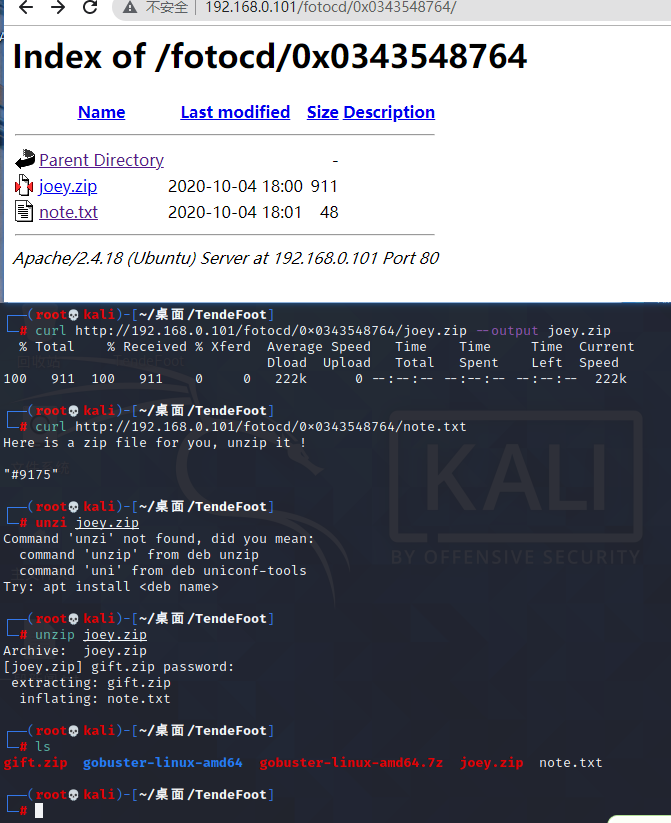 不安全 | 192.168.0.101/fotocd/0x0343548764/
Index of /fotocd/0x0343548764
Name Last modified Size Description
Parent Directory -
joey.zip 2020-10-04 18:00 911
note.txt 2020-10-04 18:01 48
Apache/2.4.18 (Ubuntu) Server at 192.168.0.101 Port 80
┌──(root💀kali)-[~/桌面/TendeFoot]
└─# curl http://192.168.0.101/fotocd/0×0343548764/joey.zip --output joey.zip
% Total % Received % Xferd Average Speed Time Time Time Current
Dload Upload Total Spent Left Speed
100 911 100 911 0 0 222k 0 --:--:-- --:--:-- --:--:-- 222k
┌──(root💀kali)-[~/桌面/TendeFoot]
└─# curl http://192.168.0.101/fotocd/0×0343548764/note.txt
Here is a zip file for you, unzip it !
"#9175"
┌──(root💀kali)-[~/桌面/TendeFoot]
└─# unzi joey.zip
Command 'unzi' not found, did you mean:
command 'unzip' from deb unzip
command 'uni' from deb uniconf-tools
Try: apt install <deb name>
┌──(root💀kali)-[~/桌面/TendeFoot]
└─# unzip joey.zip
Archive: joey.zip
[joey.zip] gift.zip password:
extracting: gift.zip
inflating: note.txt
┌──(root💀kali)-[~/桌面/TendeFoot]
└─# ls
gift.zip gobuster-linux-amd64 gobuster-linux-amd64.7z joey.zip note.txt
┌──(root💀kali)-[~/桌面/TendeFoot]
└─#
KALI
BY OFFENSIVE SECURITY